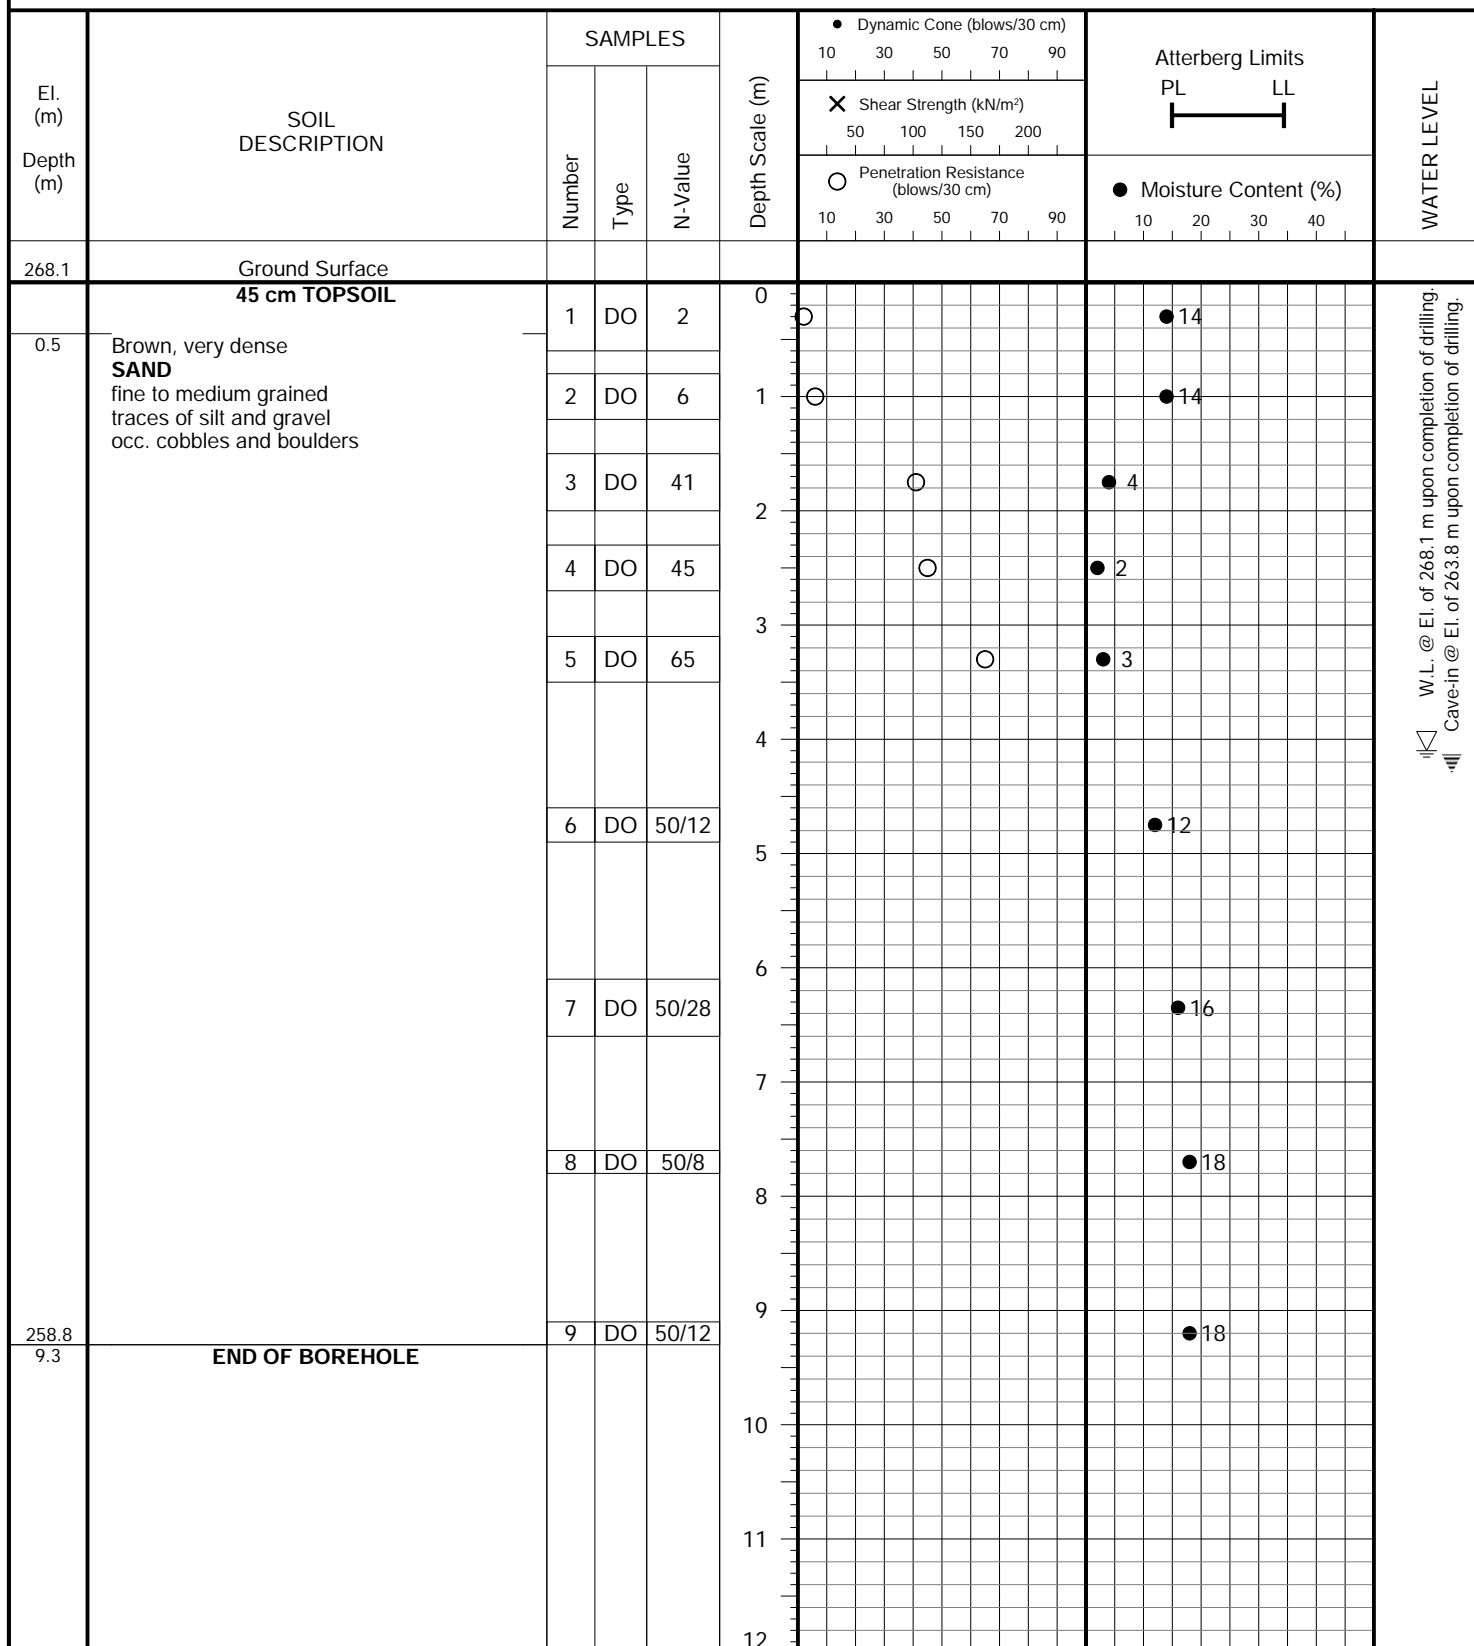 El.
(m)
Depth
(m)
SOIL
DESCRIPTION
SAMPLES
Number
Type
N-Value
Depth Scale (m)
● Dynamic Cone (blows/30 cm)
10 30 50 70 90
✕ Shear Strength (kN/m²)
50 100 150 200
○ Penetration Resistance
(blows/30 cm)
10 30 50 70 90
Atterberg Limits
PL LL
● Moisture Content (%)
10 20 30 40
WATER LEVEL
268.1 Ground Surface
45 cm TOPSOIL
0
1 DO 2 14
0.5 Brown, very dense
SAND
fine to medium grained
2 DO 6 1 14
traces of silt and gravel
occ. cobbles and boulders
3 DO 41 4
2
4 DO 45 2
3
5 DO 65 3
4
6 DO 50/12 12
5
6
7 DO 50/28 16
7
8 DO 50/8 18
8
9
258.8 9 DO 50/12 18
9.3 END OF BOREHOLE
10
11
12
W.L. @ El. of 268.1 m upon completion of drilling.
Cave-in @ El. of 263.8 m upon completion of drilling.